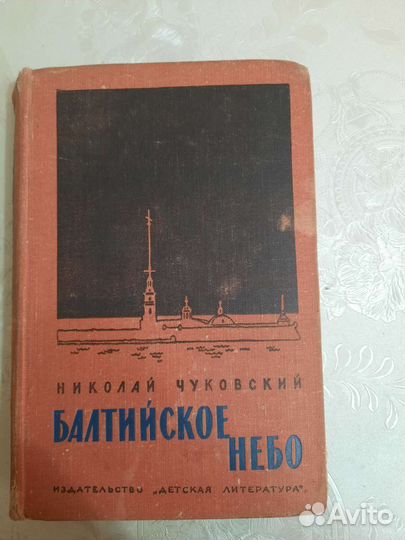 НИКОЛАЙ ЧУКОВСКИЙ
БАЛТИЙСКОЕ
НЕБО
ИЗДАТЕЛЬСТВО „ДЕТСКАЯ ЛИТЕРАТУРА"
Avito